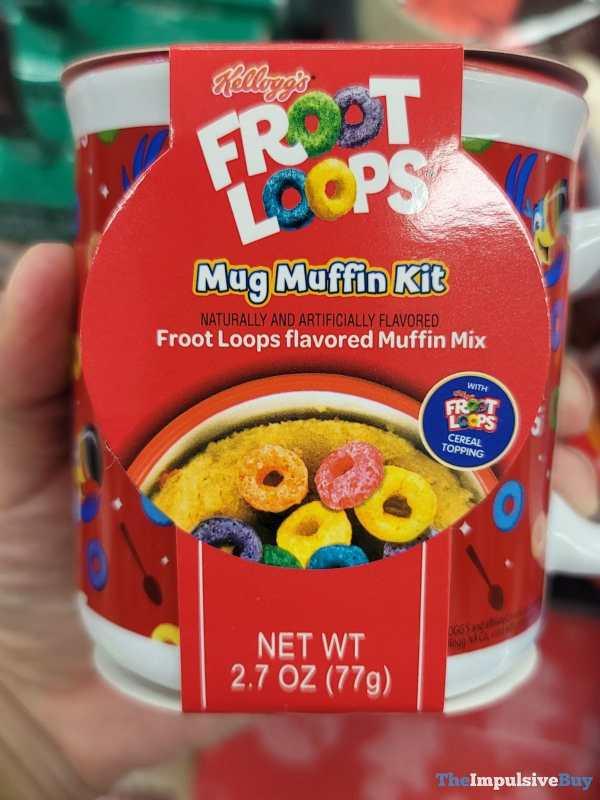 Kellogg's
FROOT
LOOPS
Mug Muffin Kit
NATURALLY AND ARTIFICIALLY FLAVORED
Froot Loops flavored Muffin Mix
WITH
Kellogg's
FROOT
LOOPS
CEREAL
TOPPING
NET WT
2.7 OZ (77g)
TheImpulsiveBuy